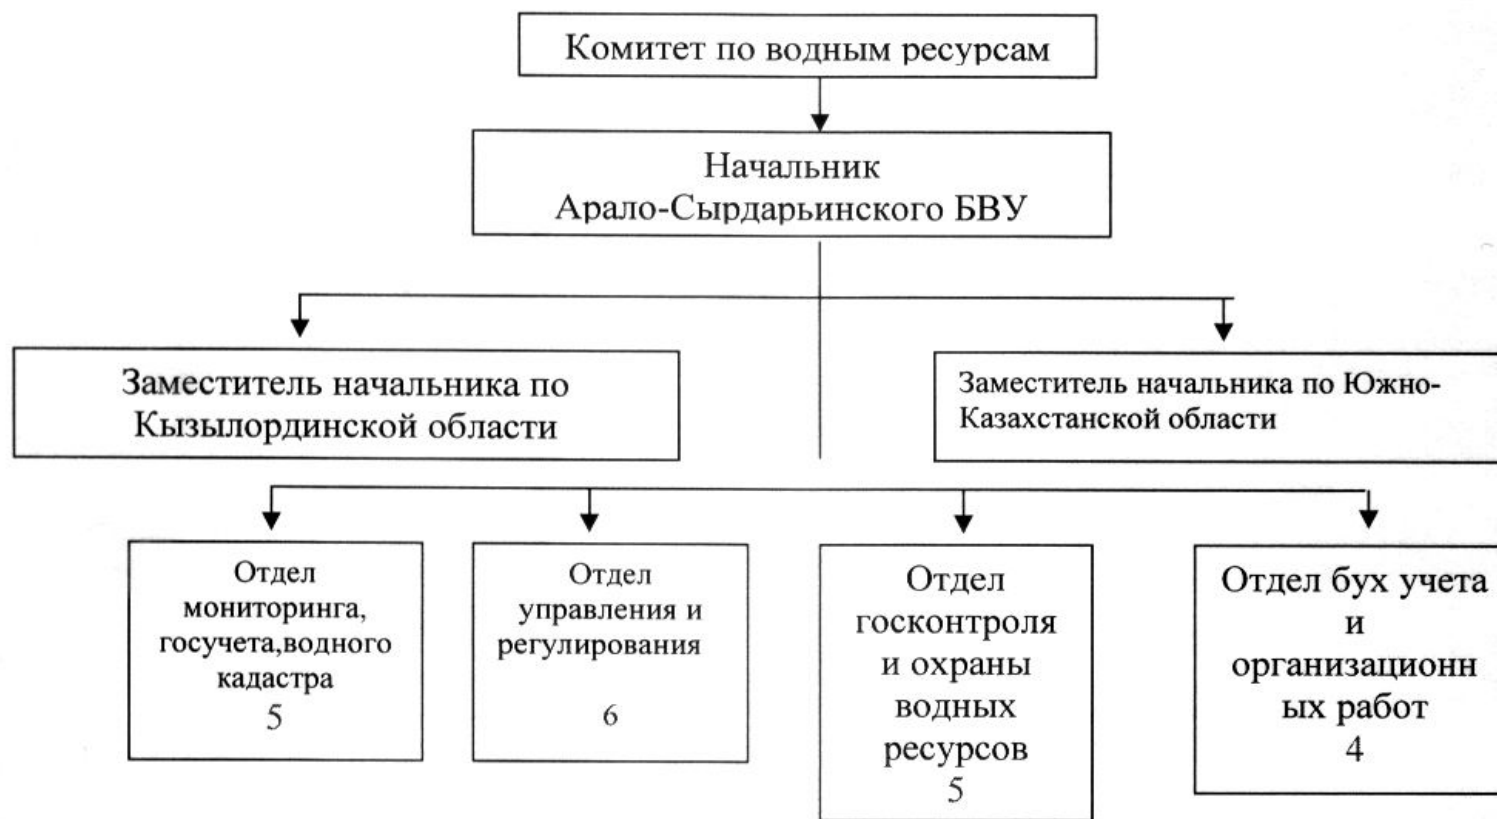 Комитет по водным ресурсам
Начальник
Арало-Сырдарьинского БВУ
Заместитель начальника по
Кызылординской области
Заместитель начальника по Южно-
Казахстанской области
Отдел
мониторинга,
госучета,водного
кадастра
5
Отдел
управления и
регулирования
6
Отдел
госконтроля
и охраны
водных
ресурсов
5
Отдел бух учета
и
организационн
ых работ
4